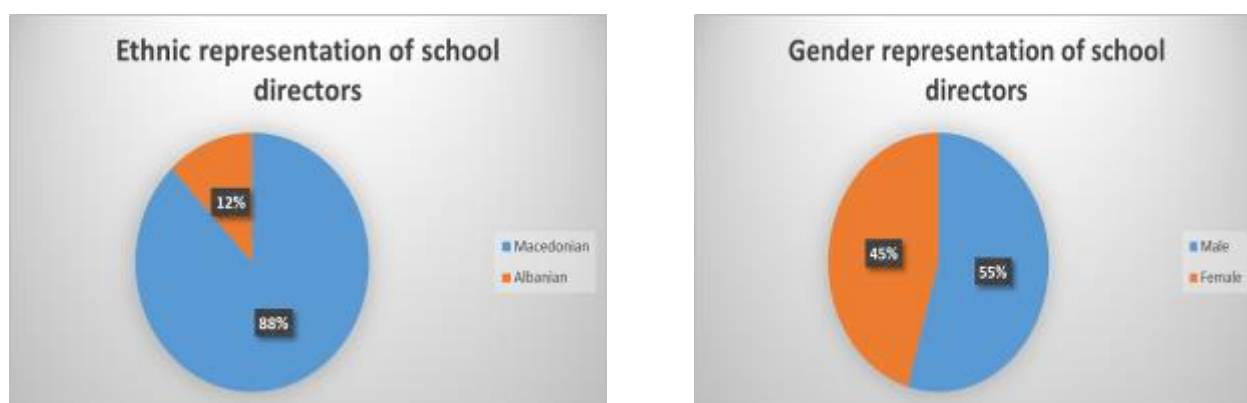 Ethnic representation of school
directors
12%
88%
Macedonian
Albanian
Gender representation of school
directors
45%
55%
Male
Female